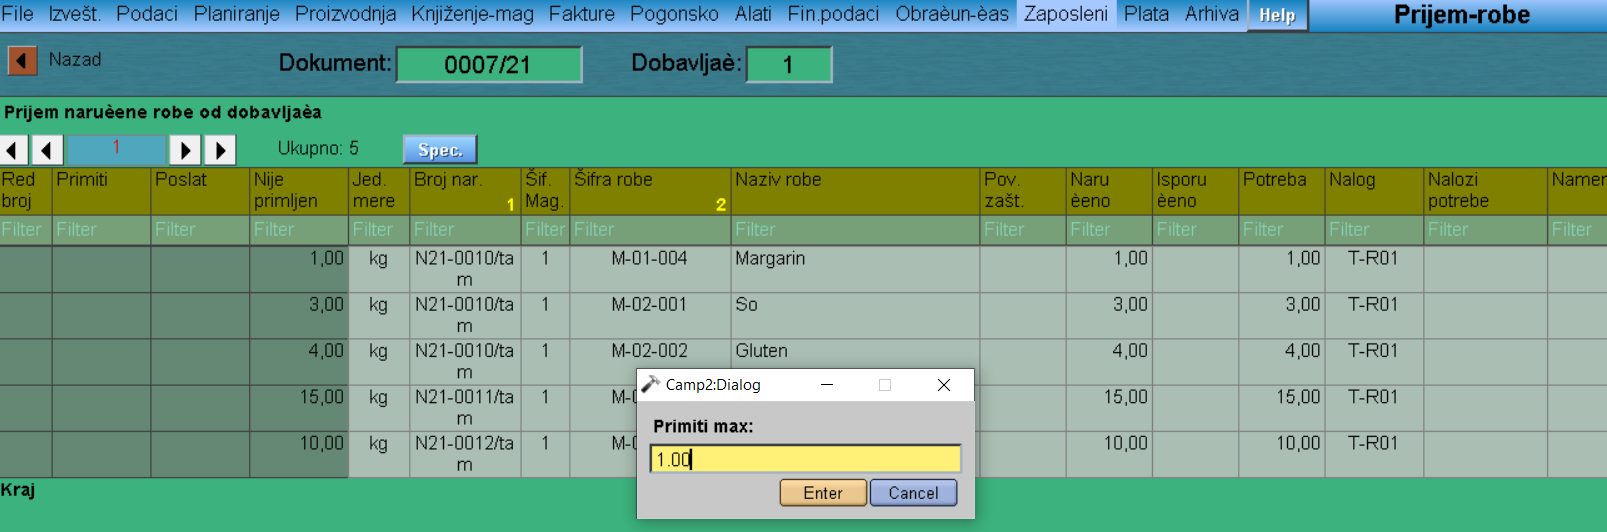 File Izvešt. Podaci Planiranje Proizvodnja Knjiženje-mag Fakture Pogonsko Alati Fin.podaci Obraèun-èas Zaposleni Plata Arhiva Help Prijem-robe
Nazad Dokument: 0007/21 Dobavljaè: 1
Prijem naruèene robe od dobavljaèa
1 Ukupno: 5 Spec.
Red Primiti Poslat Nije Jed. Broj nar. Šif. Šifra robe Naziv robe Pov. Naru Isporu Potreba Nalog Nalozi Namen
broj primljen mere 1 Mag. 2 zašt. èeno èeno potrebe
Filter Filter Filter Filter Filter Filter Filter Filter Filter Filter Filter Filter Filter Filter Filter Filter
1,00 kg N21-0010/ta 1 M-01-004 Margarin 1,00 1,00 T-R01
m
3,00 kg N21-0010/ta 1 M-02-001 So 3,00 3,00 T-R01
m
4,00 kg N21-0010/ta 1 M-02-002 Gluten 4,00 4,00 T-R01
m
Camp2:Dialog
15,00 kg N21-0011/ta 1 15,00 15,00 T-R01
m
Primiti max:
10,00 kg N21-0012/ta 1 10,00 10,00 T-R01
m
1.00
Kraj
Enter Cancel